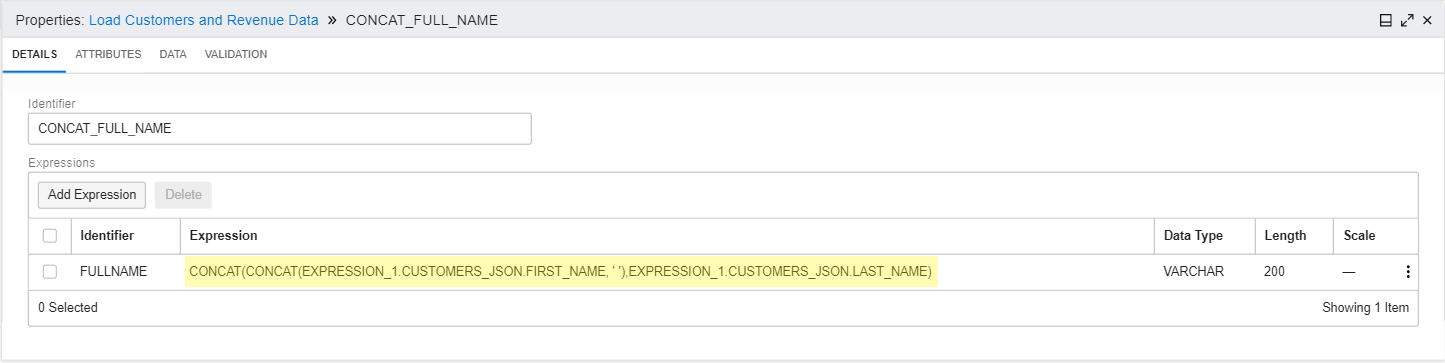 Properties: Load Customers and Revenue Data » CONCAT_FULL_NAME
DETAILS ATTRIBUTES DATA VALIDATION
Identifier
CONCAT_FULL_NAME
Expressions
Add Expression Delete
Identifier Expression Data Type Length Scale
FULLNAME CONCAT(CONCAT(EXPRESSION_1.CUSTOMERS_JSON.FIRST_NAME, ' '),EXPRESSION_1.CUSTOMERS_JSON.LAST_NAME) VARCHAR 200 —
0 Selected Showing 1 Item